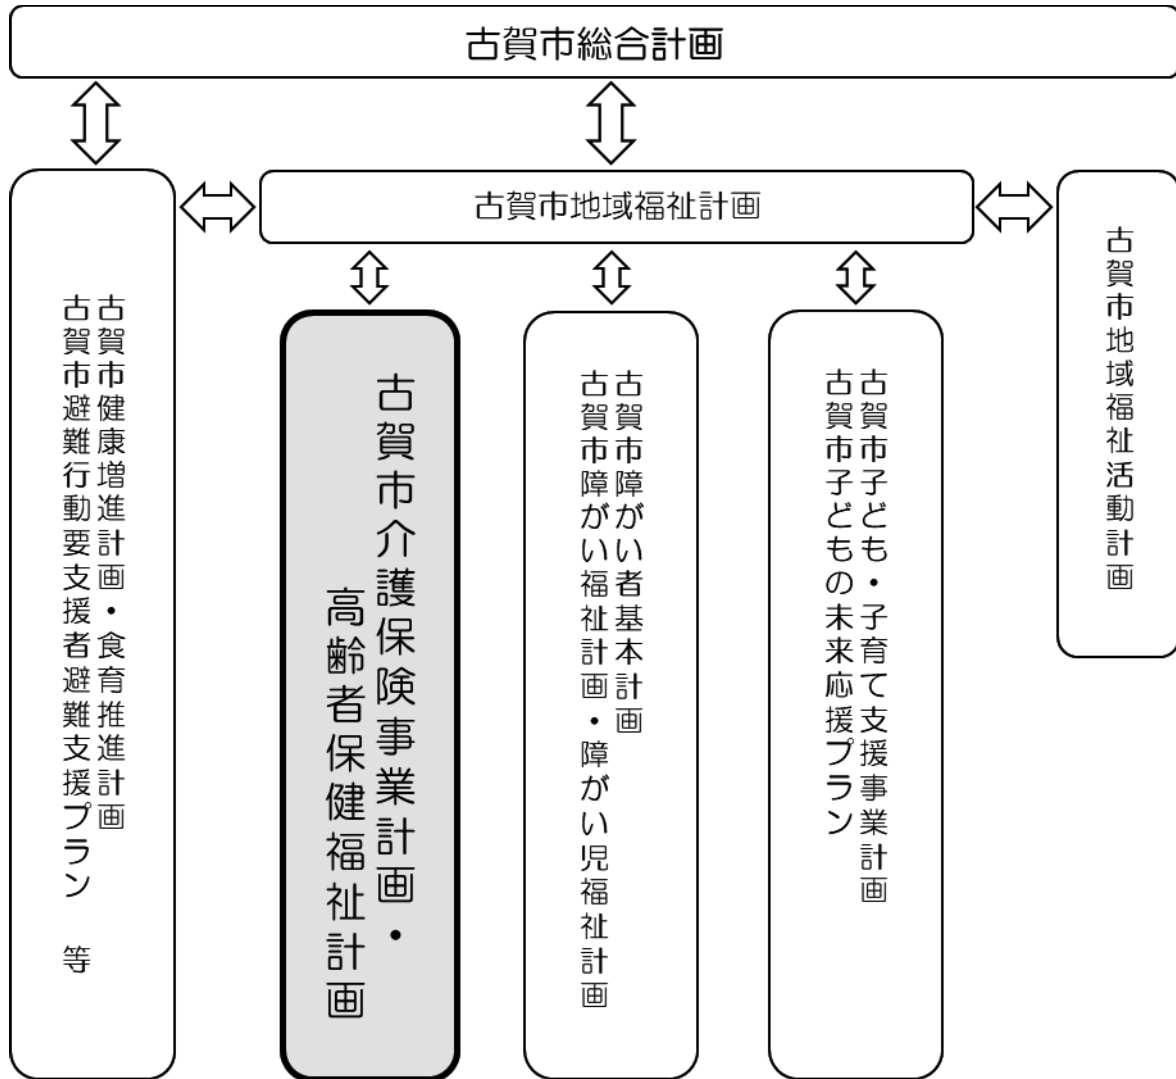 古賀市総合計画
古賀市地域福祉計画
古賀市健康増進計画・食育推進計画
古賀市避難行動要支援者避難支援プラン　等
古賀市介護保険事業計画・
高齢者保健福祉計画
古賀市障がい者基本計画
古賀市障がい福祉計画・障がい児福祉計画
古賀市子ども・子育て支援事業計画
古賀市子どもの未来応援プラン
古賀市地域福祉活動計画